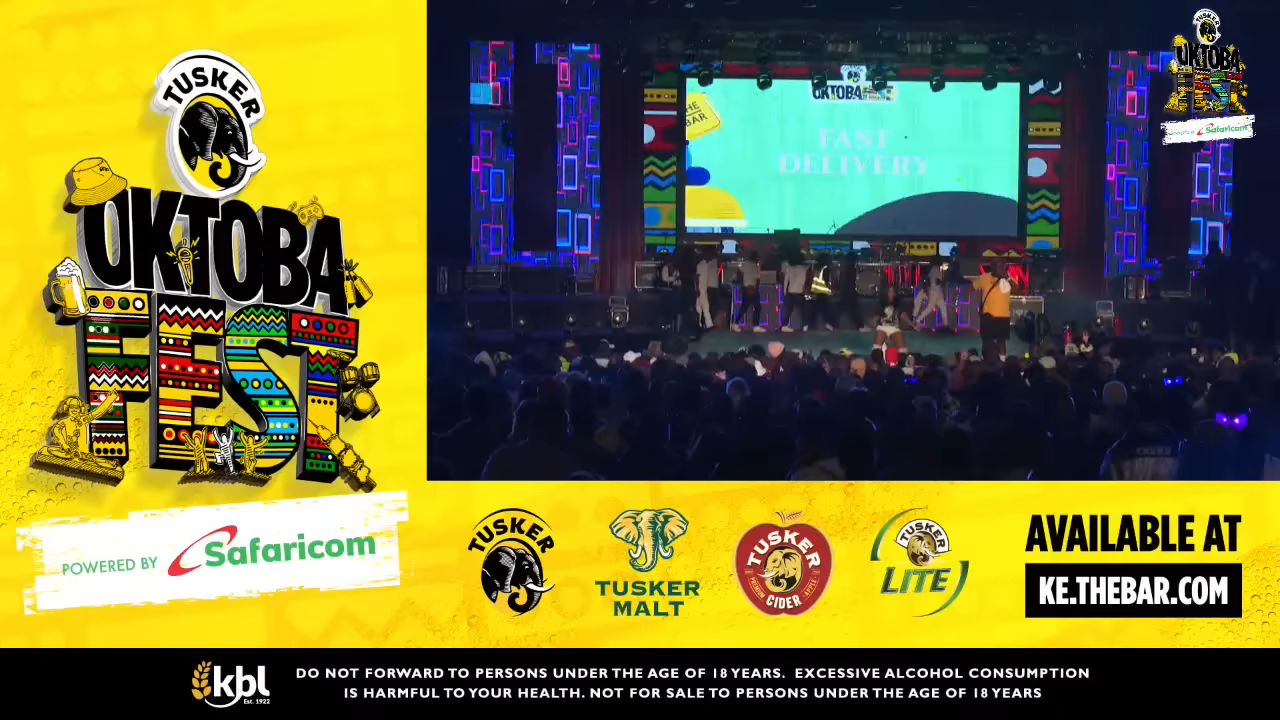 TUSKER
OKTOBA
FEST
POWERED BY Safaricom
THE
BAR
OKTOBA
FAST
DELIVERY
TUSKER
OKTOBA
FEST
Safaricom
TUSKER
TUSKER
MALT
TUSKER
PREMIUM CIDER APPLE
TUSKER
LITE
AVAILABLE AT
KE.THEBAR.COM
kbl
Est. 1922
DO NOT FORWARD TO PERSONS UNDER THE AGE OF 18 YEARS. EXCESSIVE ALCOHOL CONSUMPTION
IS HARMFUL TO YOUR HEALTH. NOT FOR SALE TO PERSONS UNDER THE AGE OF 18 YEARS